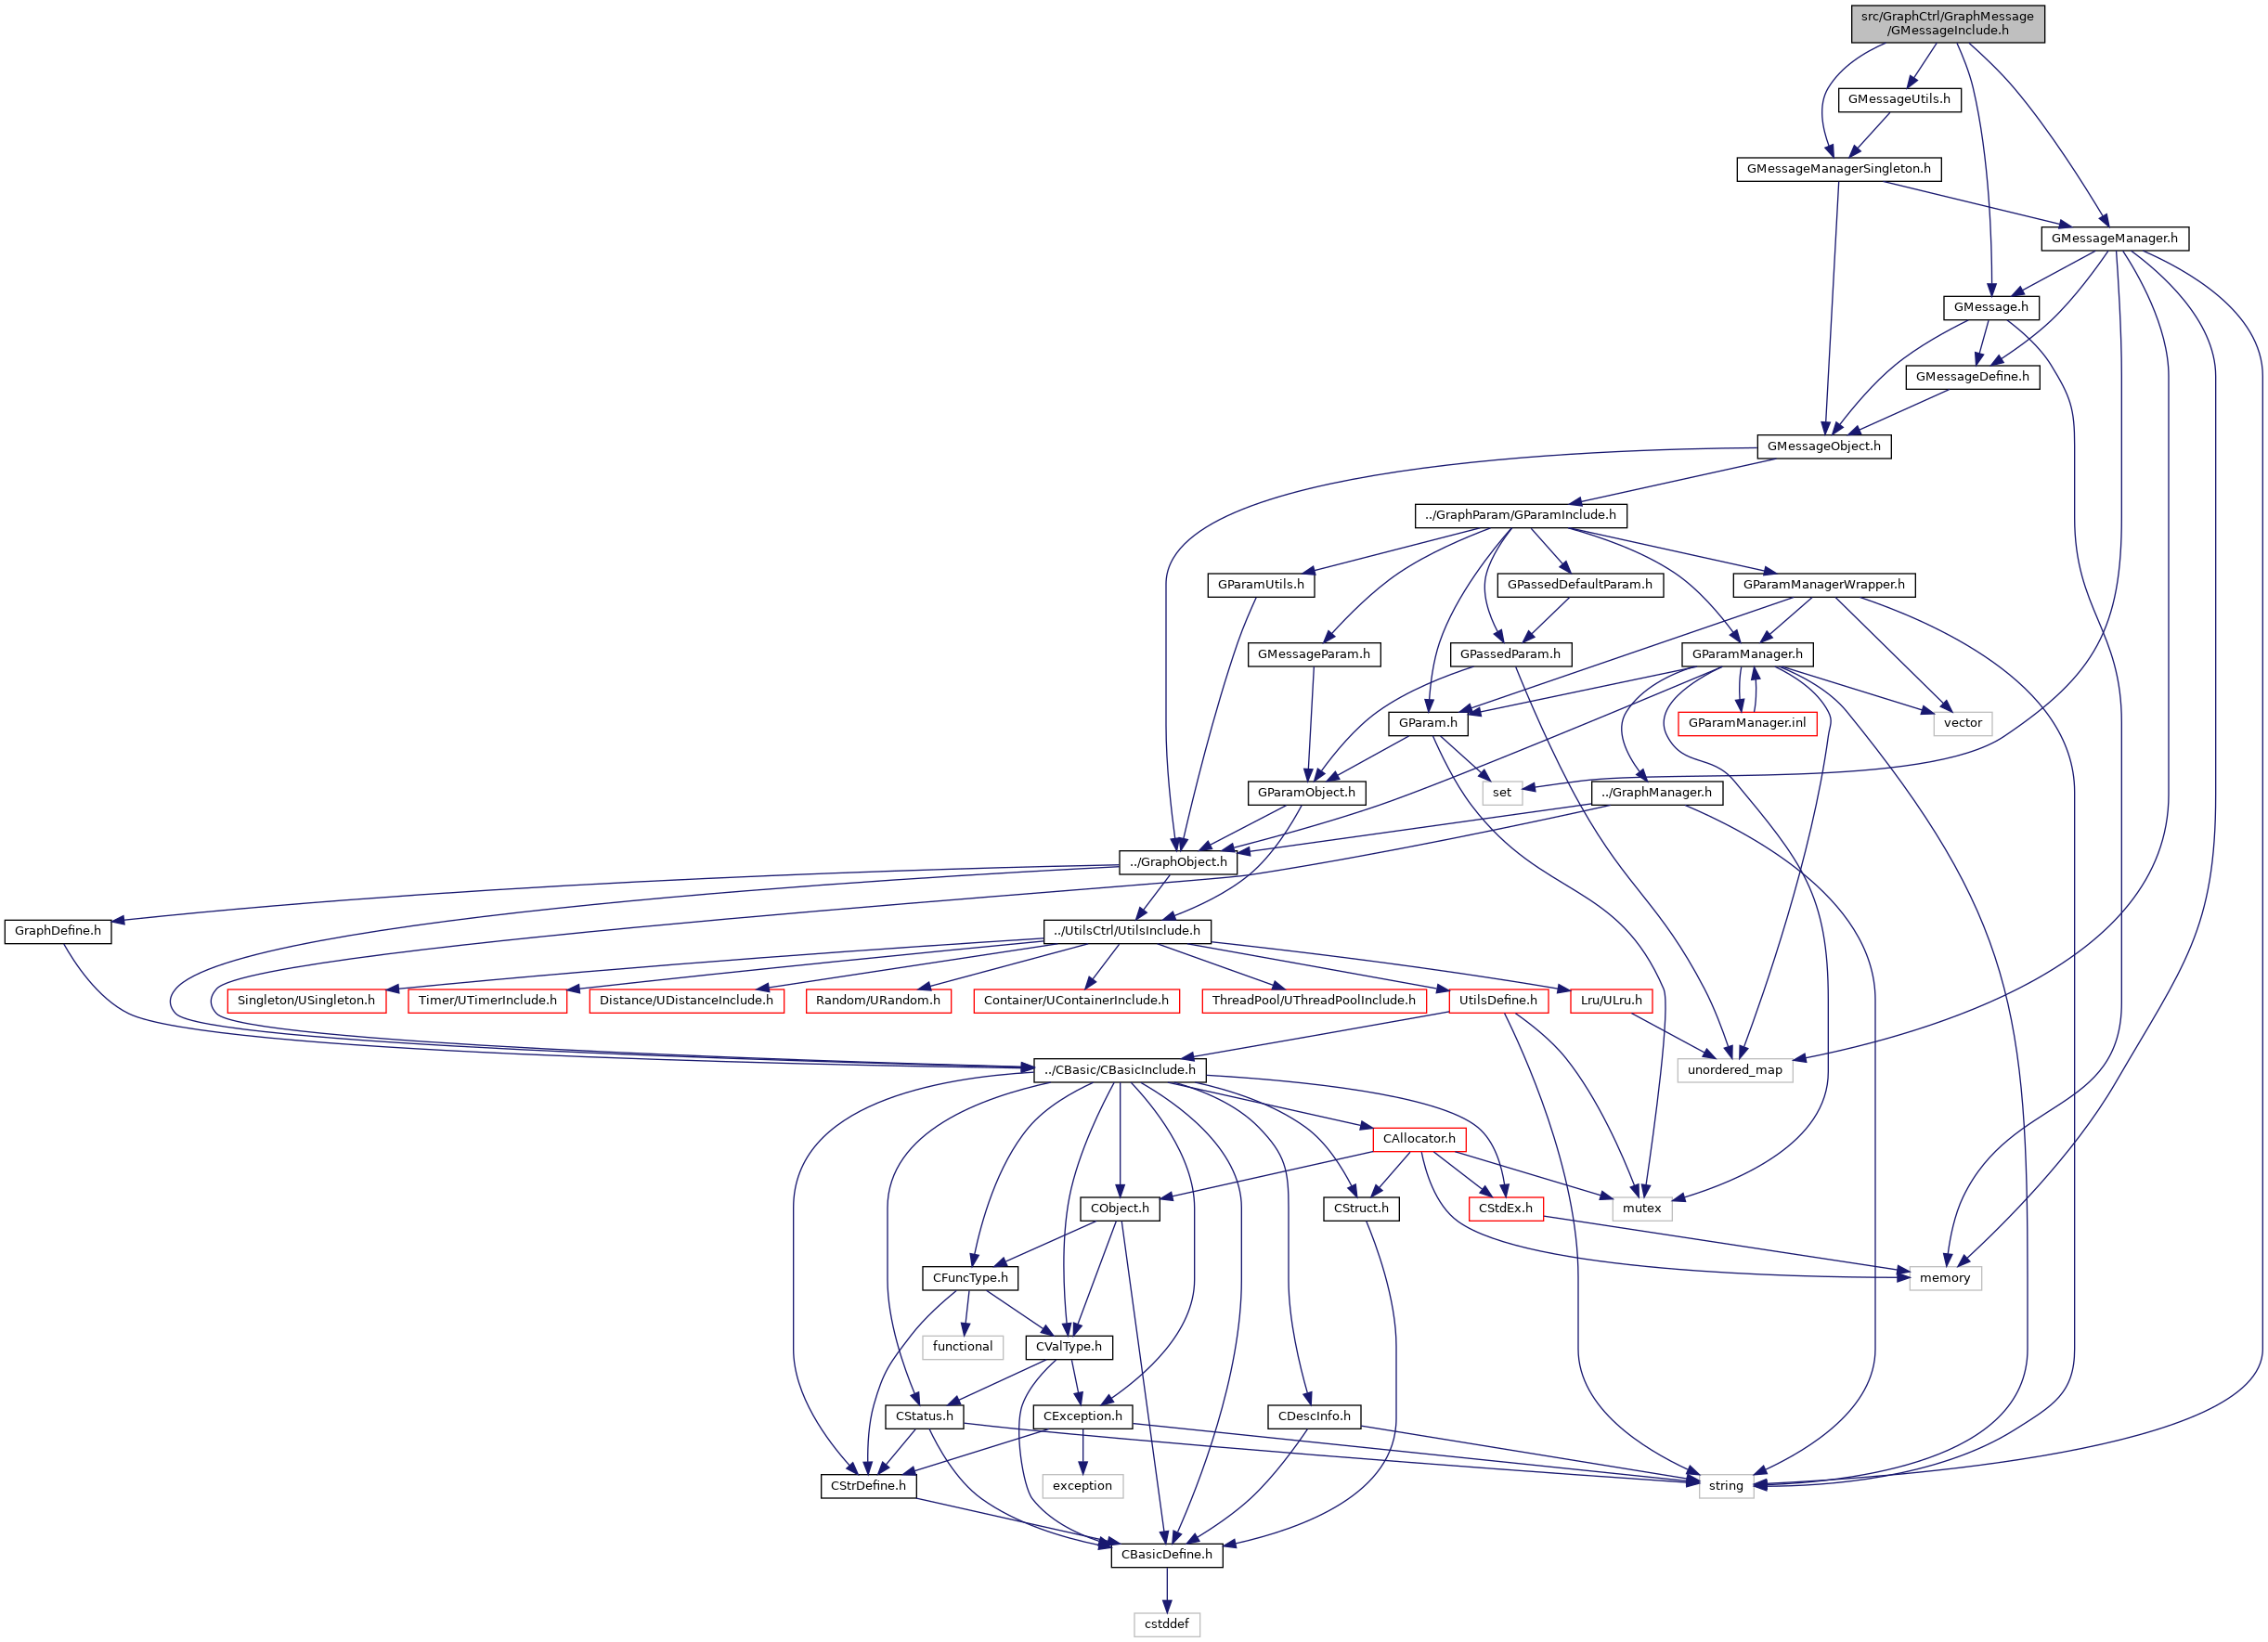 src/GraphCtrl/GraphMessage
/GMessageInclude.h
GMessageUtils.h
GMessageManagerSingleton.h
GMessageManager.h
GMessage.h
GMessageDefine.h
GMessageObject.h
../GraphParam/GParamInclude.h
GParamUtils.h
GPassedDefaultParam.h
GParamManagerWrapper.h
GMessageParam.h
GPassedParam.h
GParamManager.h
GParam.h
GParamManager.inl
vector
GParamObject.h
set
../GraphManager.h
../GraphObject.h
GraphDefine.h
../UtilsCtrl/UtilsInclude.h
Singleton/USingleton.h
Timer/UTimerInclude.h
Distance/UDistanceInclude.h
Random/URandom.h
Container/UContainerInclude.h
ThreadPool/UThreadPoolInclude.h
UtilsDefine.h
Lru/ULru.h
../CBasic/CBasicInclude.h
unordered_map
CAllocator.h
CObject.h
CStruct.h
CStdEx.h
mutex
CFuncType.h
memory
functional
CValType.h
CStatus.h
CException.h
CDescInfo.h
CStrDefine.h
exception
string
CBasicDefine.h
cstddef